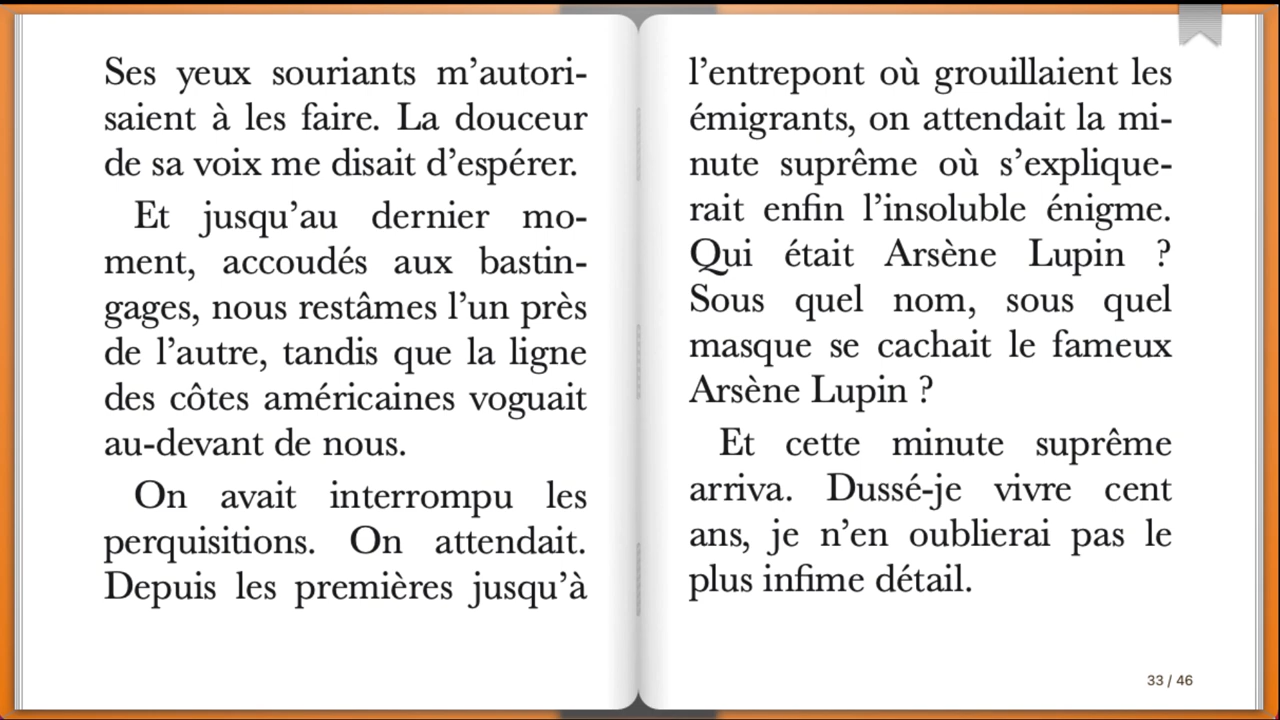 Ses yeux souriants m’autori-
saient à les faire. La douceur
de sa voix me disait d’espérer.
Et jusqu’au dernier mo-
ment, accoudés aux bastin-
gages, nous restâmes l’un près
de l’autre, tandis que la ligne
des côtes américaines voguait
au-devant de nous.
On avait interrompu les
perquisitions. On attendait.
Depuis les premières jusqu’à
l’entrepont où grouillaient les
émigrants, on attendait la mi-
nute suprême où s’explique-
rait enfin l’insoluble énigme.
Qui était Arsène Lupin ?
Sous quel nom, sous quel
masque se cachait le fameux
Arsène Lupin ?
Et cette minute suprême
arriva. Dussé-je vivre cent
ans, je n’en oublierai pas le
plus infime détail.
33 / 46